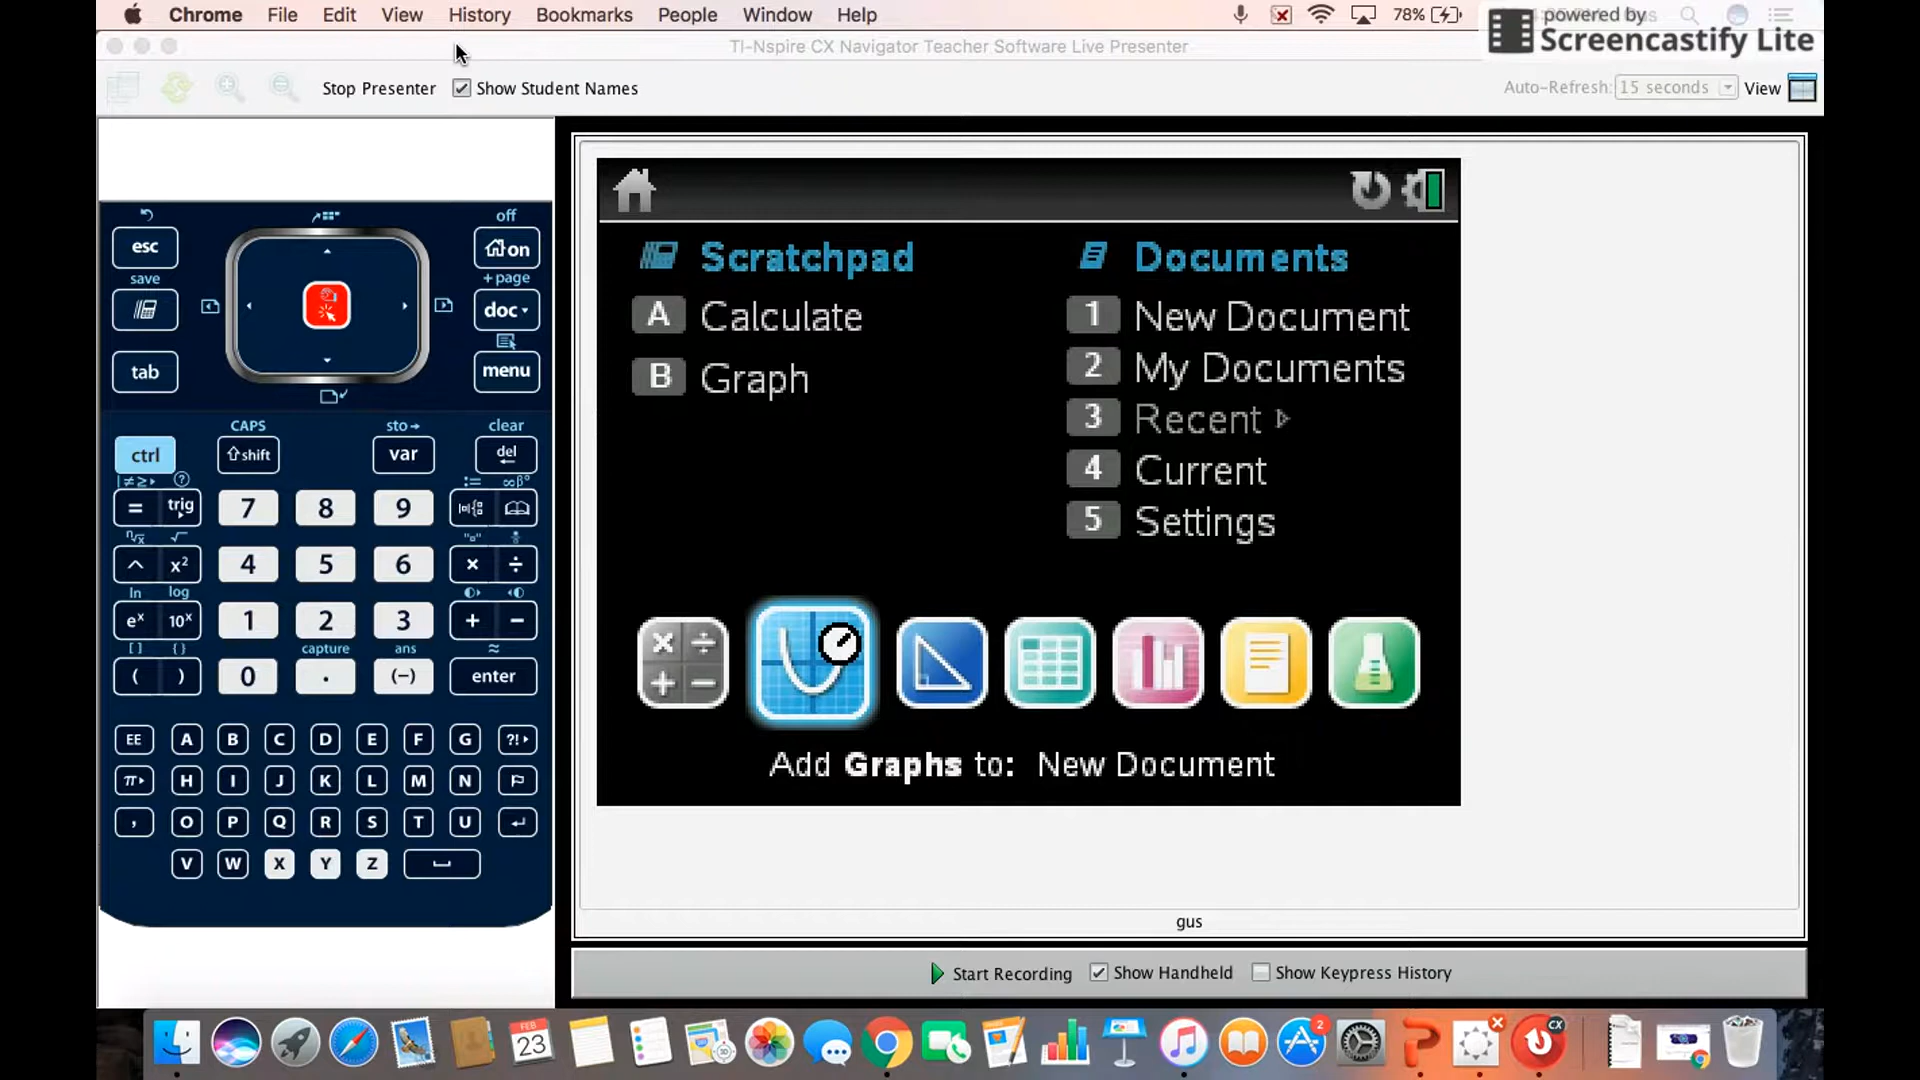 Chrome File Edit View History Bookmarks People Window Help 78%
powered by
Screencastify Lite
TI-Nspire CX Navigator Teacher Software Live Presenter
Stop Presenter Show Student Names Auto-Refresh: 15 seconds View
Scratchpad Documents
A Calculate 1 New Document
2 My Documents
B Graph
3 Recent
4 Current
5 Settings
Add Graphs to: New Document
gus
Start Recording Show Handheld Show Keypress History
off
esc on
save + page
doc
tab menu
CAPS sto→ clear
ctrl shift var del
|≠≥▸ ? := ∞β°
= trig 7 8 9
ⁿ√x √ "□"
^ x² 4 5 6 × ÷
ln log
eˣ 10ˣ 1 2 3 + −
[ ] { } capture ans ≈
( ) 0 . (−) enter
EE A B C D E F G ?!▸
π▸ H I J K L M N
, O P Q R S T U
V W X Y Z
FEB
23
2
CX